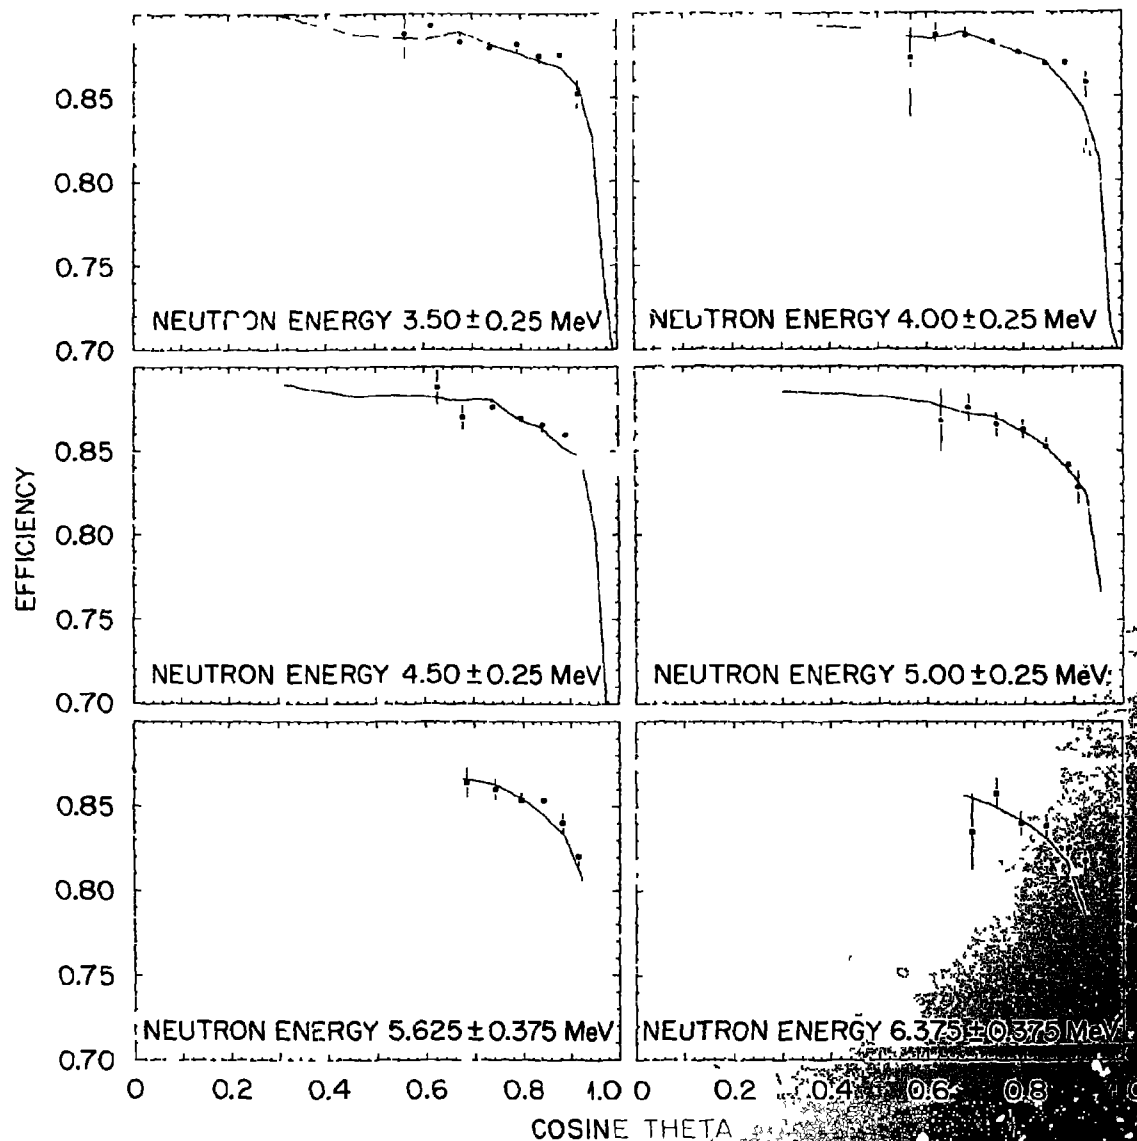 0.85
0.80
0.75
0.70
NEUTRON ENERGY 3.50±0.25 MeV
NEUTRON ENERGY 4.00±0.25 MeV
0.85
0.80
0.75
0.70
NEUTRON ENERGY 4.50±0.25 MeV
NEUTRON ENERGY 5.00±0.25 MeV
EFFICIENCY
0.85
0.80
0.75
0.70
NEUTRON ENERGY 5.625±0.375 MeV
NEUTRON ENERGY 6.375±0.375 MeV
0 0.2 0.4 0.6 0.8 1.0
0 0.2 0.4 0.6 0.8
COSINE THETA